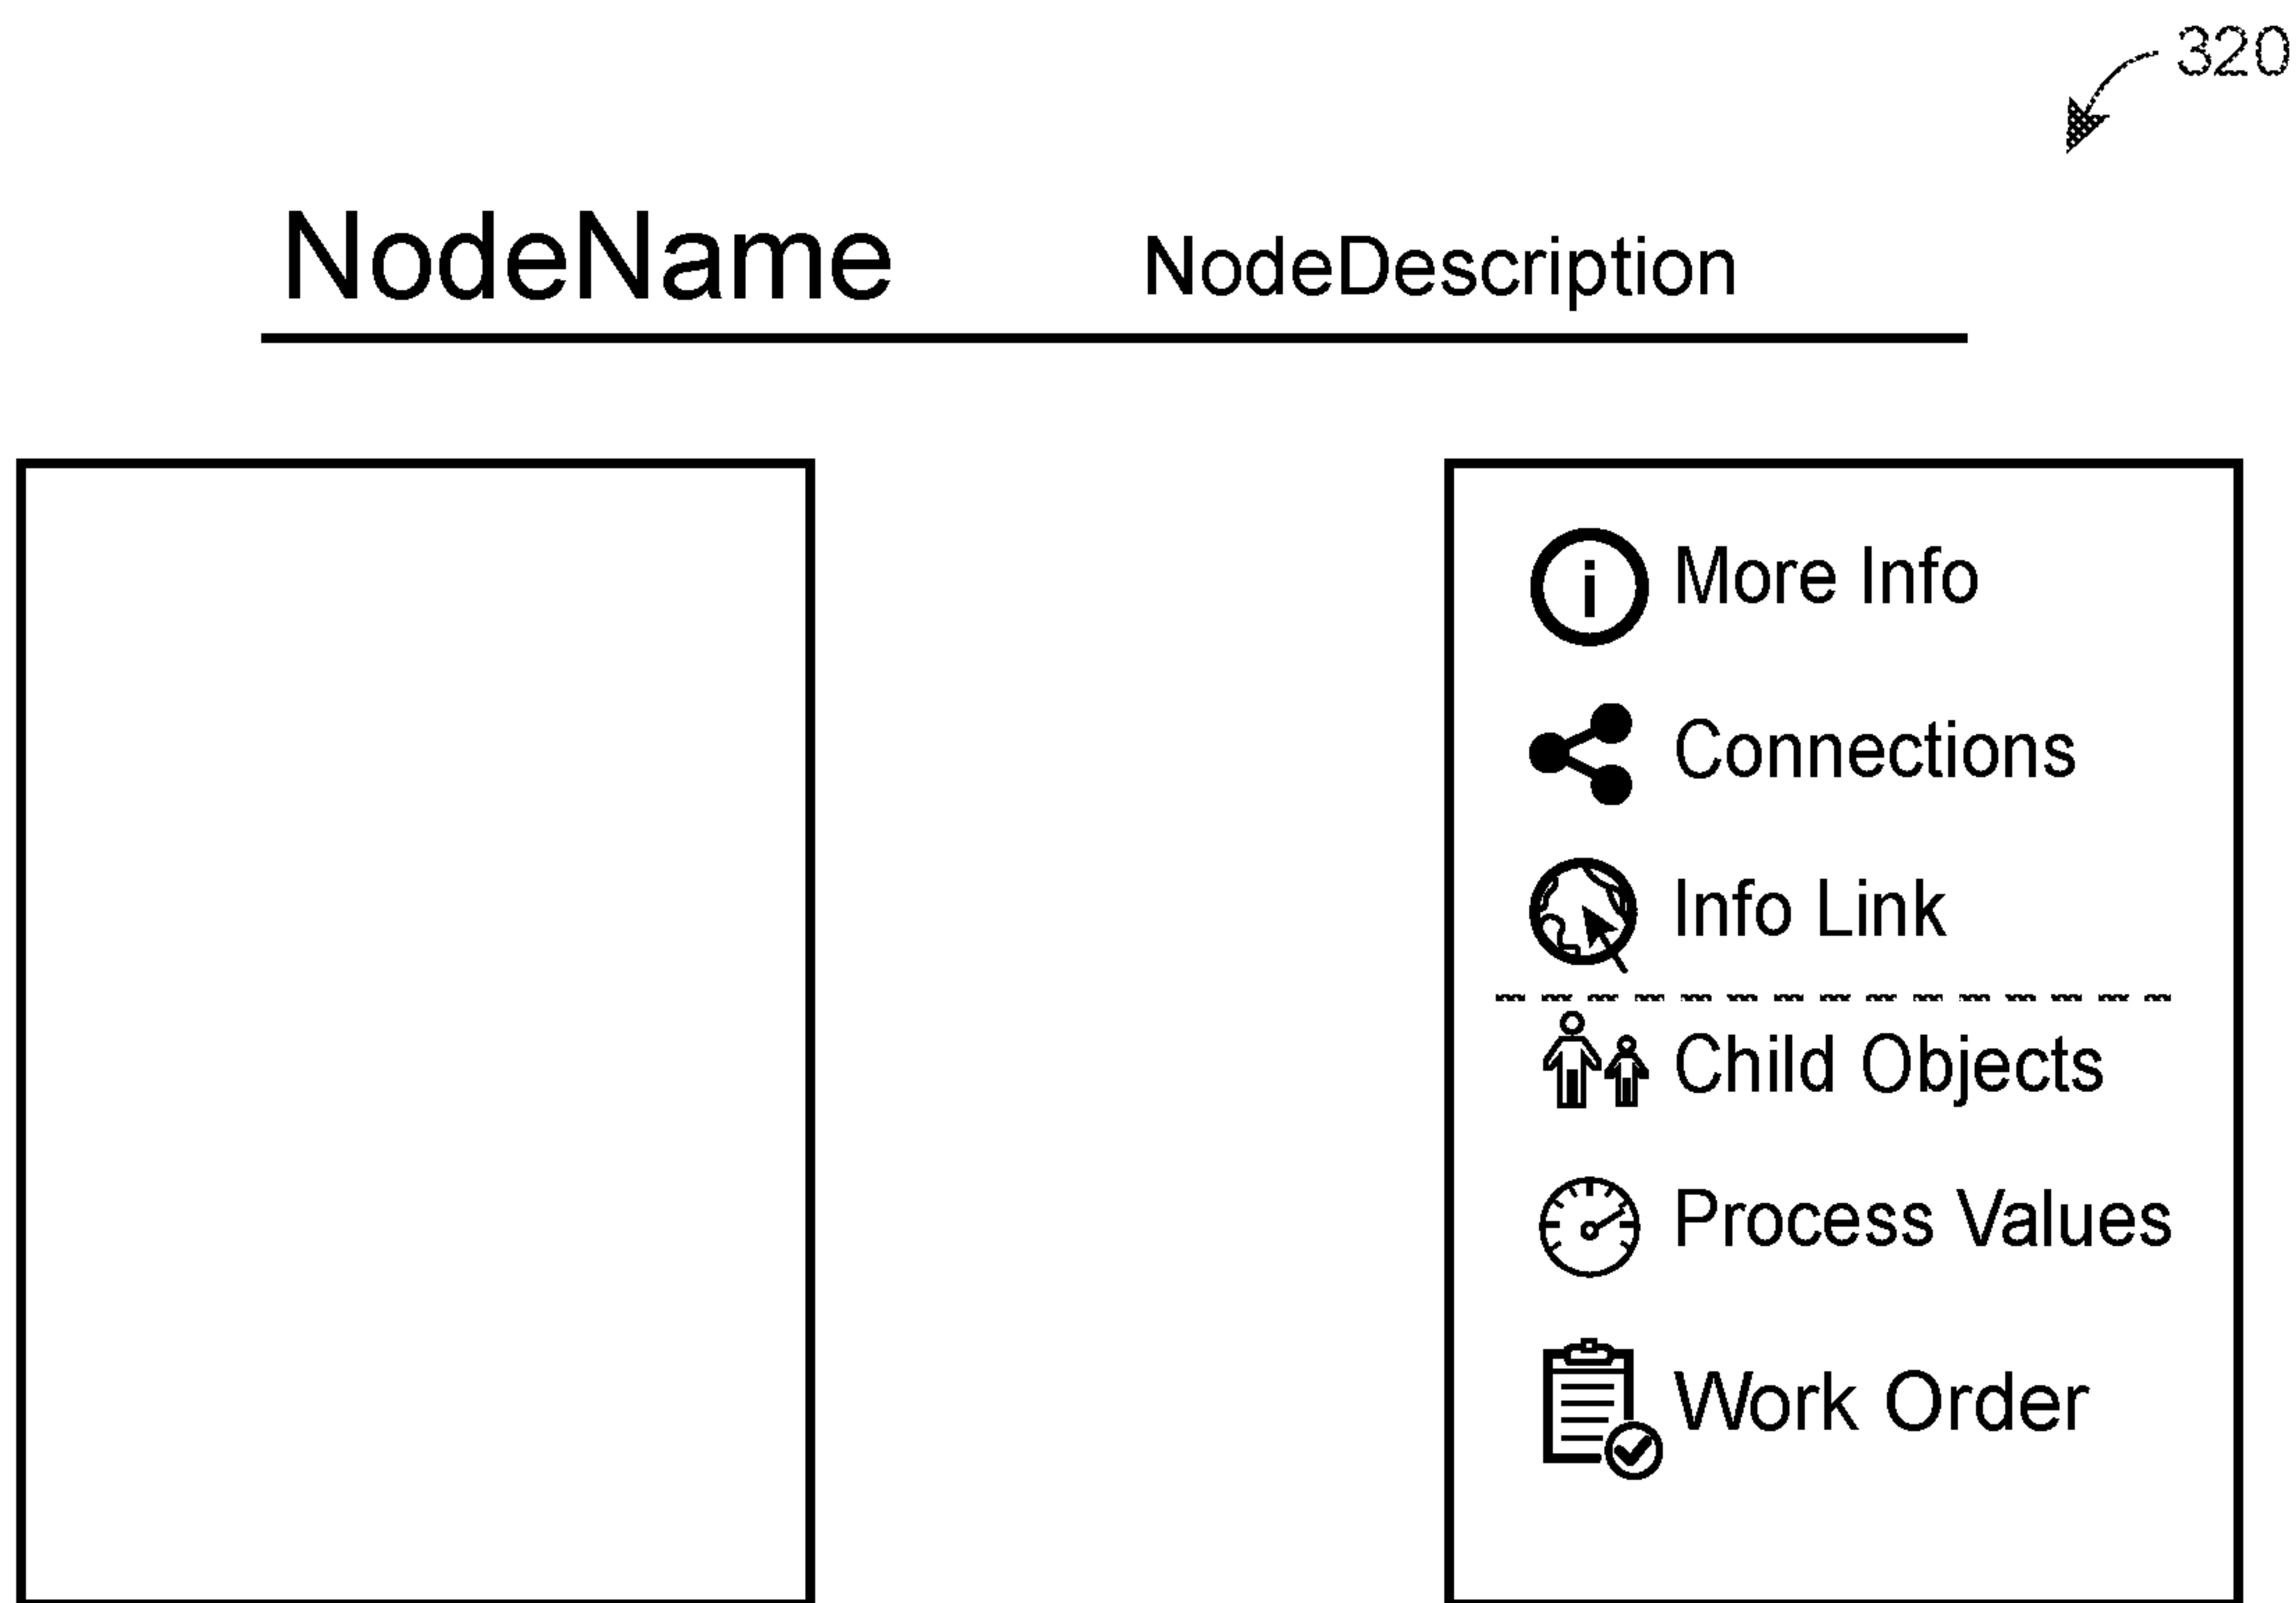 320
NodeName NodeDescription
i More Info
Connections
Info Link
Child Objects
Process Values
Work Order